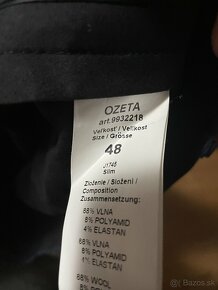 OZETA
art.9932218
Veľkosť / Velikost
Size / Grösse
48
J1745
Slim
Zloženie / Složení /
Composition
Zusammensetzung:
88% VLNA
8% POLYAMID
4% ELASTAN
88% VLNA
8% POLYAMID
4% ELASTAN
88% WOOL
bazos.sk